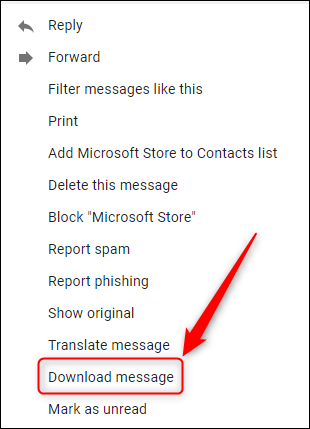 Reply
Forward
Filter messages like this
Print
Add Microsoft Store to Contacts list
Delete this message
Block "Microsoft Store"
Report spam
Report phishing
Show original
Translate message
Download message
Mark as unread